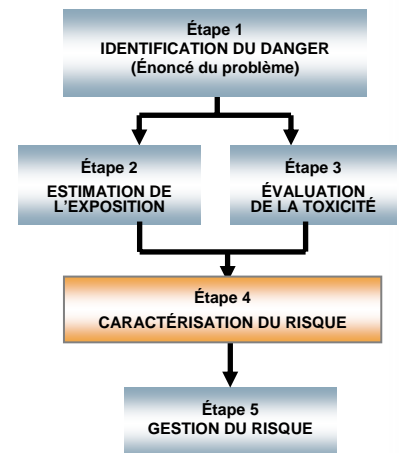 Étape 1
IDENTIFICATION DU DANGER
(Énoncé du problème)
Étape 2
ESTIMATION DE
L'EXPOSITION
Étape 3
ÉVALUATION
DE LA TOXICITÉ
Étape 4
CARACTÉRISATION DU RISQUE
Étape 5
GESTION DU RISQUE